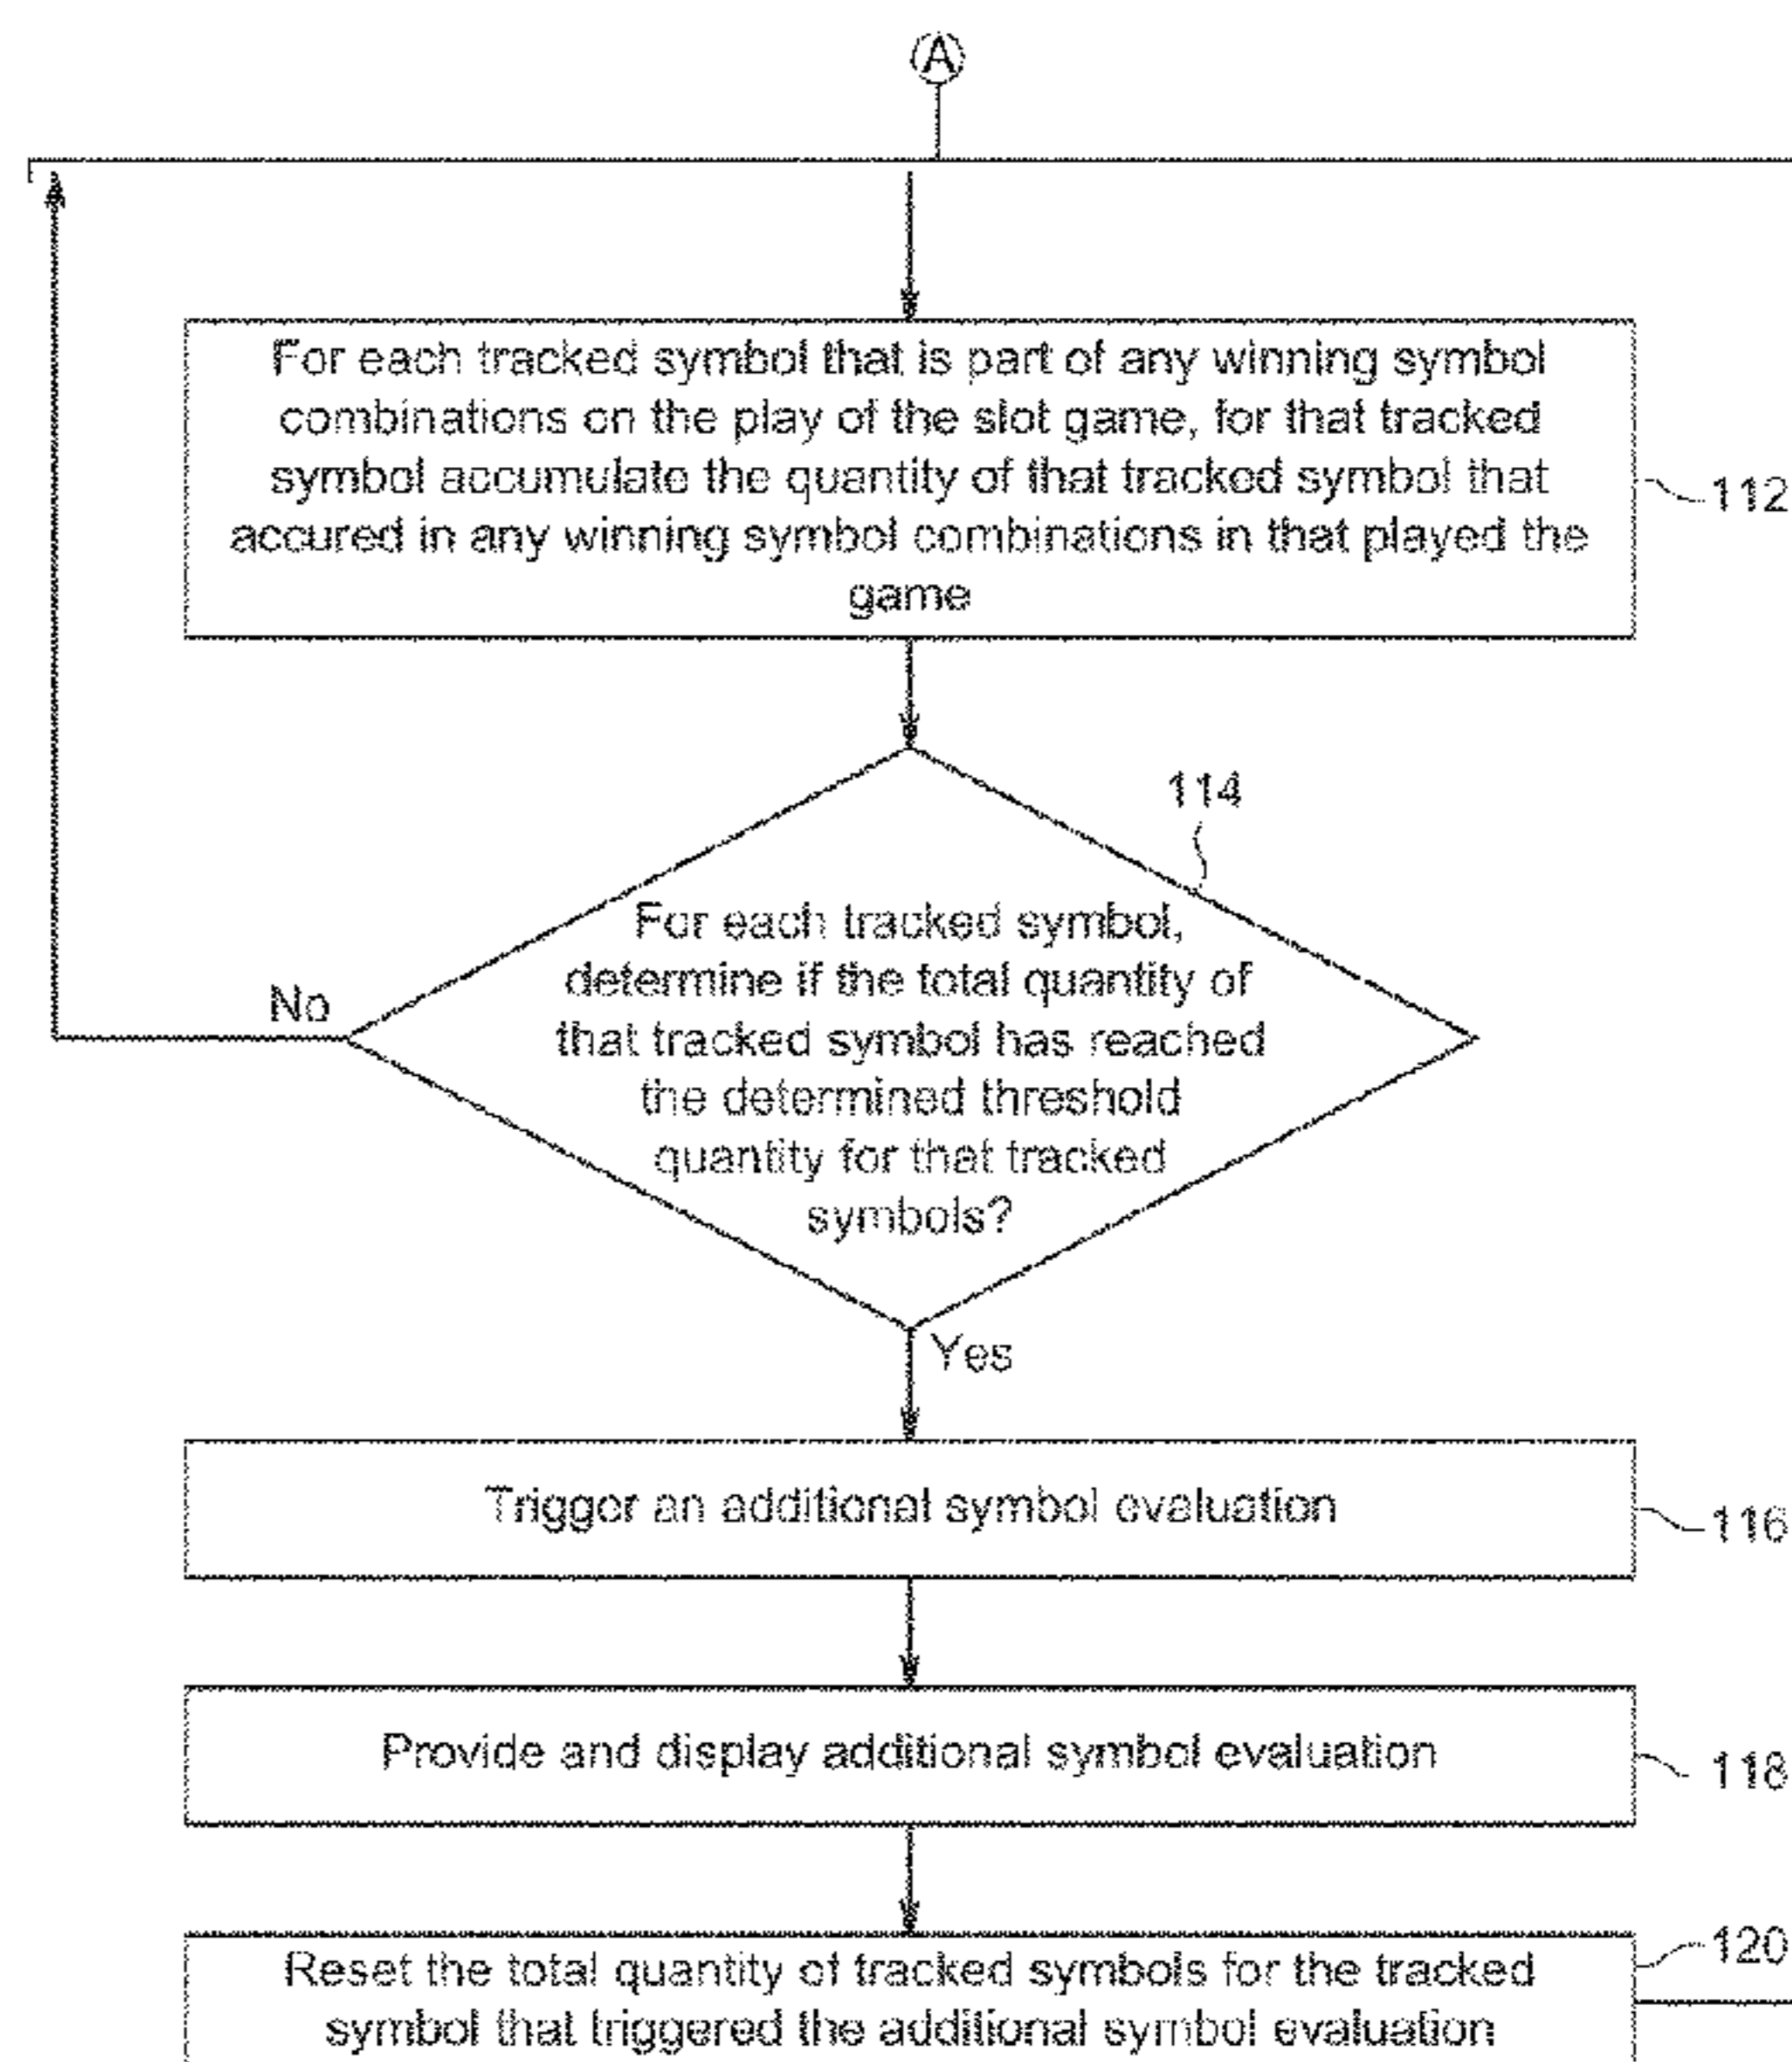 A
For each tracked symbol that is part of any winning symbol
combinations on the play of the slot game, for that tracked
symbol accumulate the quantity of that tracked symbol that
accured in any winning symbol combinations in that played the
game
112
114
For each tracked symbol,
determine if the total quantity of
that tracked symbol has reached
the determined threshold
quantity for that tracked
symbols?
No
Yes
Trigger an additional symbol evaluation
116
Provide and display additional symbol evaluation
118
Reset the total quantity of tracked symbols for the tracked
symbol that triggered the additional symbol evaluation
120